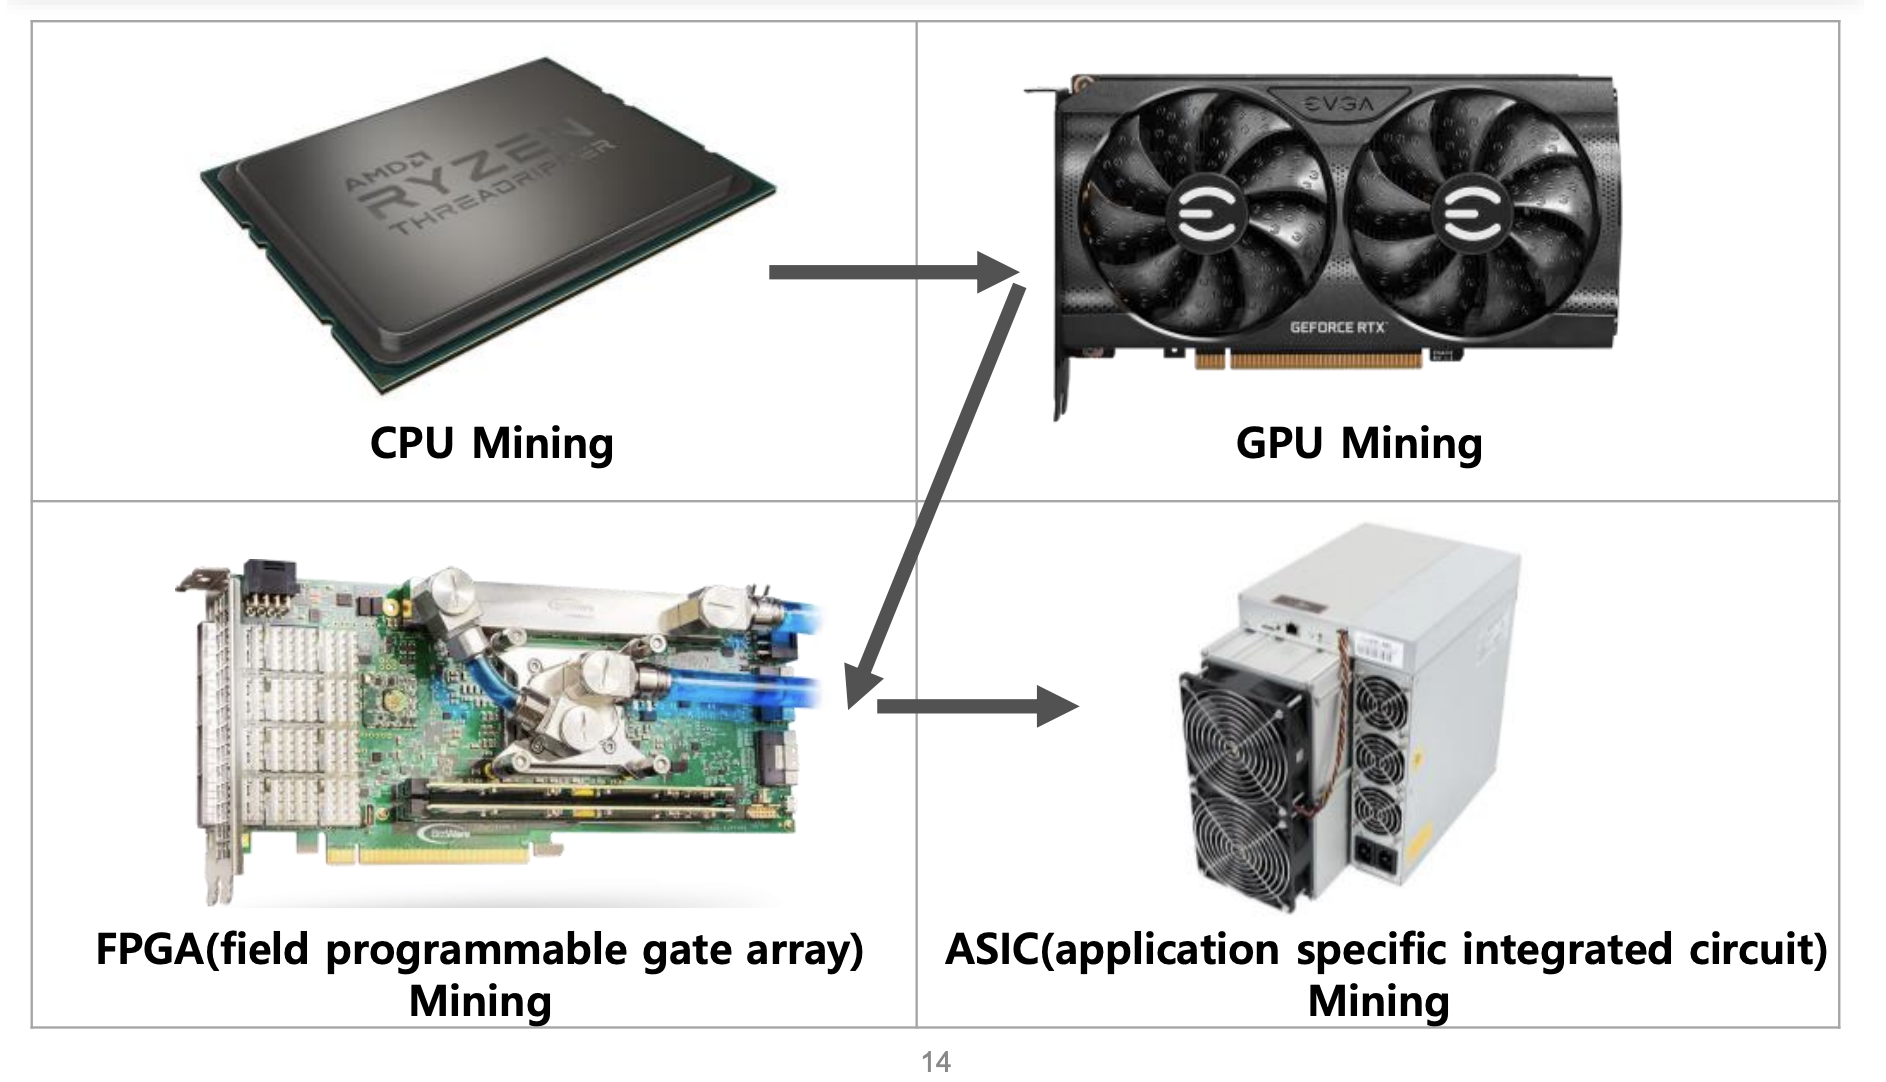 AMD
RYZEN
THREADRIPPER
EVGA
GEFORCE RTX
CPU Mining
GPU Mining
BittWare
FPGA(field programmable gate array)
Mining
ASIC(application specific integrated circuit)
Mining
14